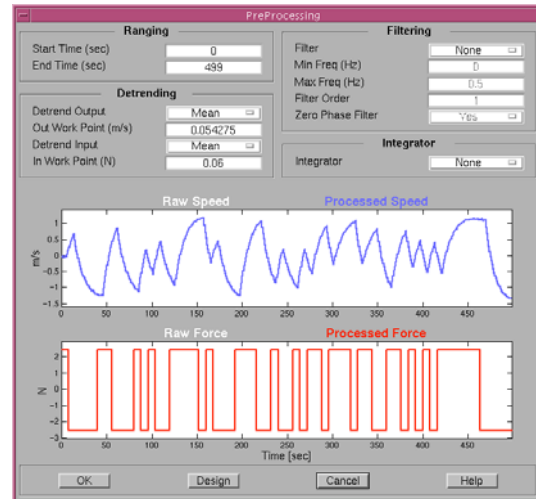 PreProcessing
Ranging
Start Time (sec) 0
End Time (sec) 499
Detrending
Detrend Output Mean
Out Work Point (m/s) 0.054275
Detrend Input Mean
In Work Point (N) 0.06
Filtering
Filter None
Min Freq (Hz) 0
Max Freq (Hz) 0.5
Filter Order 1
Zero Phase Filter Yes
Integrator
Integrator None
Raw Speed Processed Speed
m/s
1
0.5
0
-0.5
-1
-1.5
0 50 100 150 200 250 300 350 400 450
Raw Force Processed Force
N
2
1
0
-1
-2
-3
0 50 100 150 200 250 300 350 400 450
Time [sec]
OK Design Cancel Help